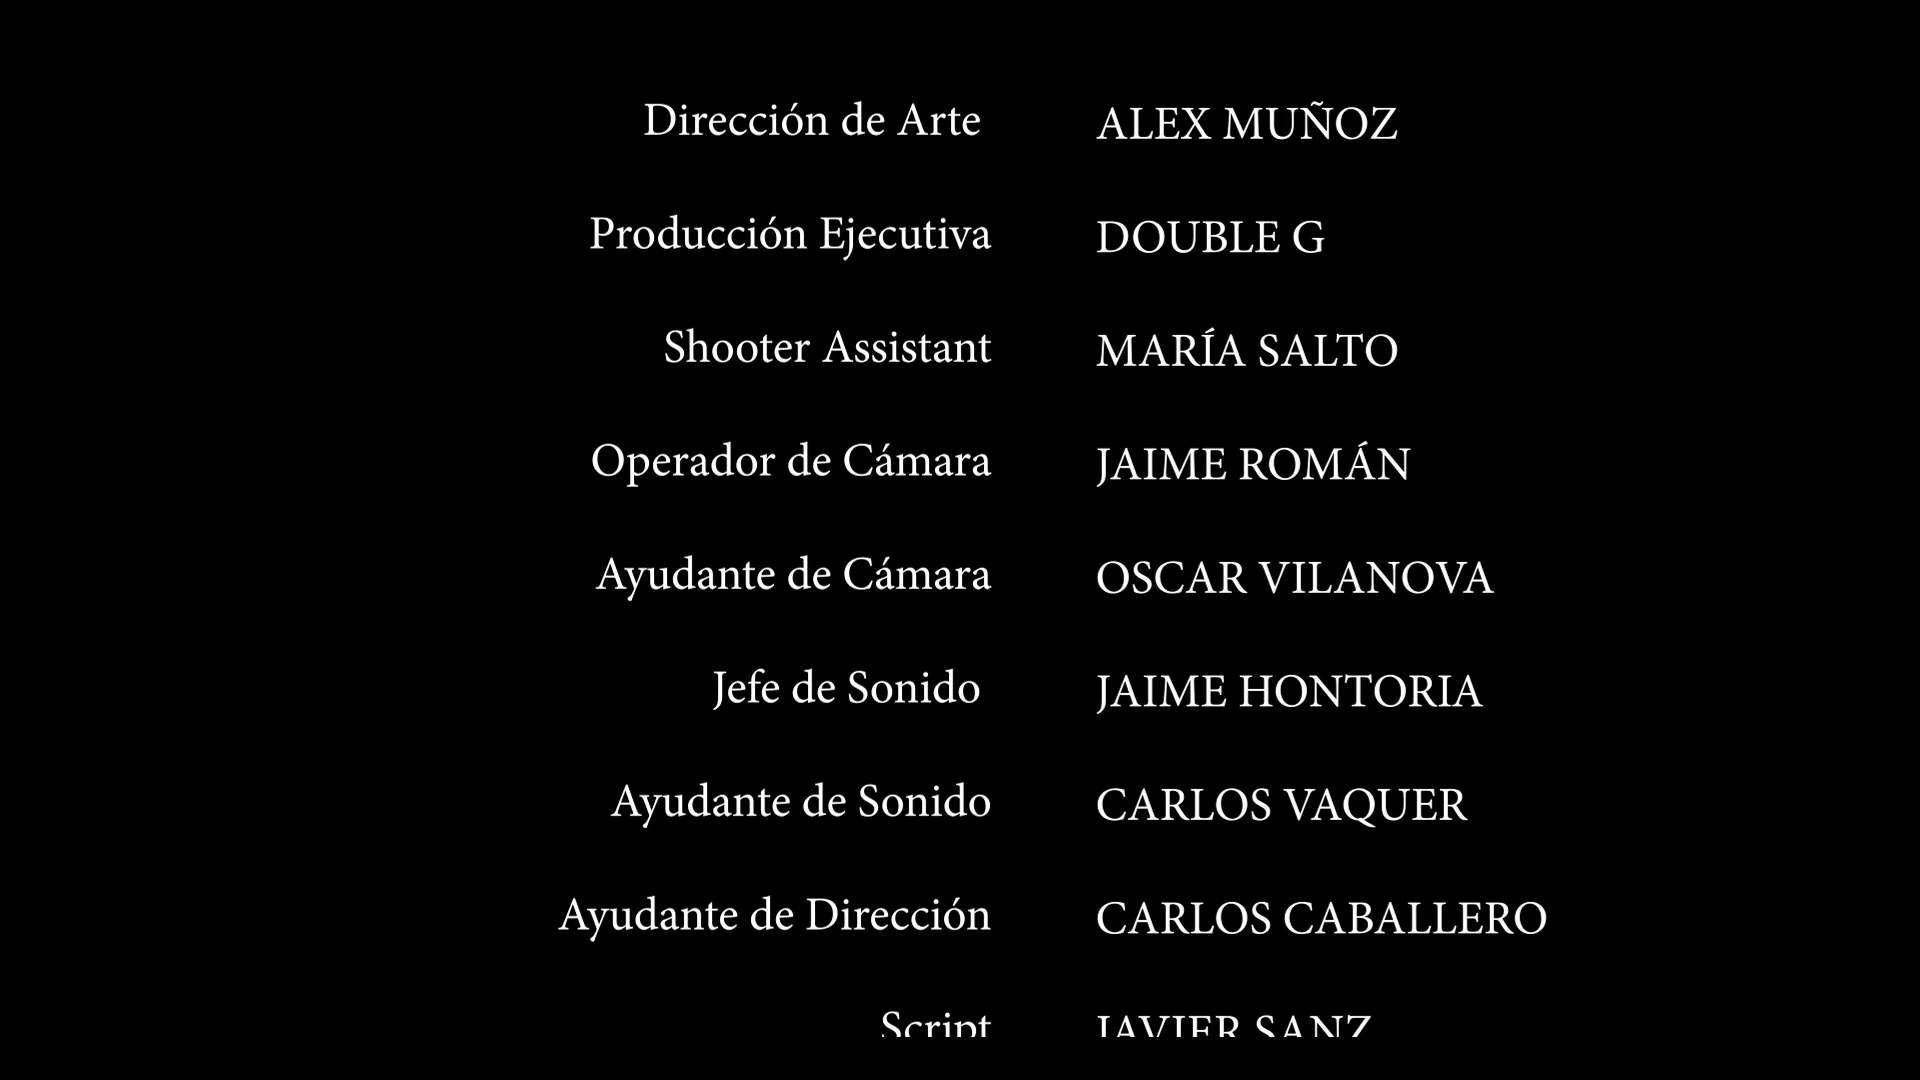 Dirección de Arte ALEX MUÑOZ
Producción Ejecutiva DOUBLE G
Shooter Assistant MARÍA SALTO
Operador de Cámara JAIME ROMÁN
Ayudante de Cámara OSCAR VILANOVA
Jefe de Sonido JAIME HONTORIA
Ayudante de Sonido CARLOS VAQUER
Ayudante de Dirección CARLOS CABALLERO
Script JAVIER SANZ